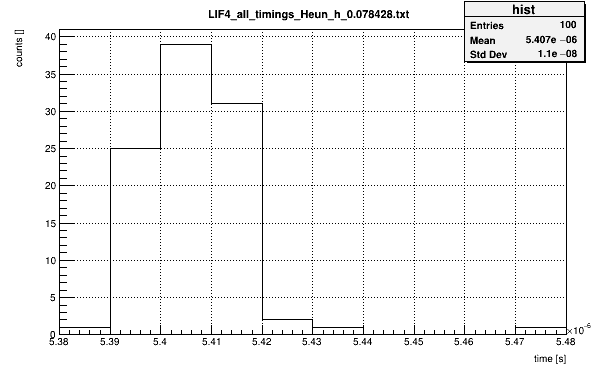 LIF4_all_timings_Heun_h_0.078428.txt
hist
Entries 100
Mean 5.407e −06
Std Dev 1.1e −08
counts []
40
35
30
25
20
15
10
5
0
5.38 5.39 5.4 5.41 5.42 5.43 5.44 5.45 5.46 5.47 5.48
×10⁻⁶
time [s]